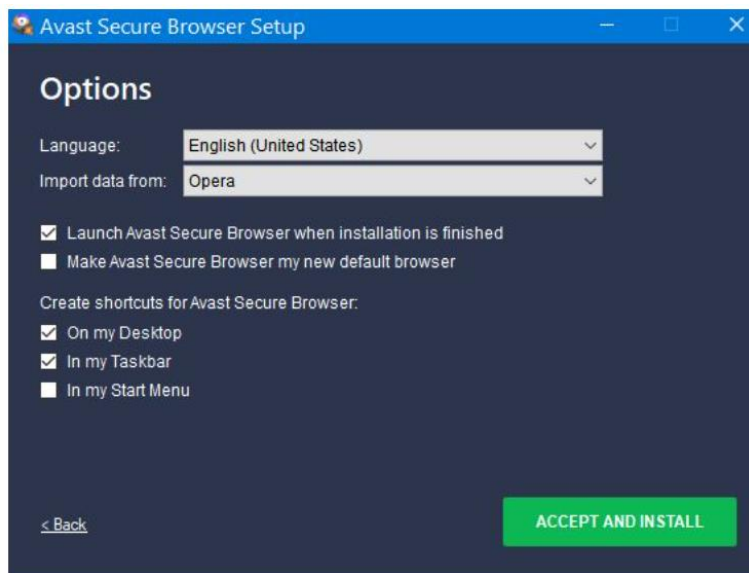 Avast Secure Browser Setup
Options
Language: English (United States)
Import data from: Opera
Launch Avast Secure Browser when installation is finished
Make Avast Secure Browser my new default browser
Create shortcuts for Avast Secure Browser:
On my Desktop
In my Taskbar
In my Start Menu
< Back ACCEPT AND INSTALL